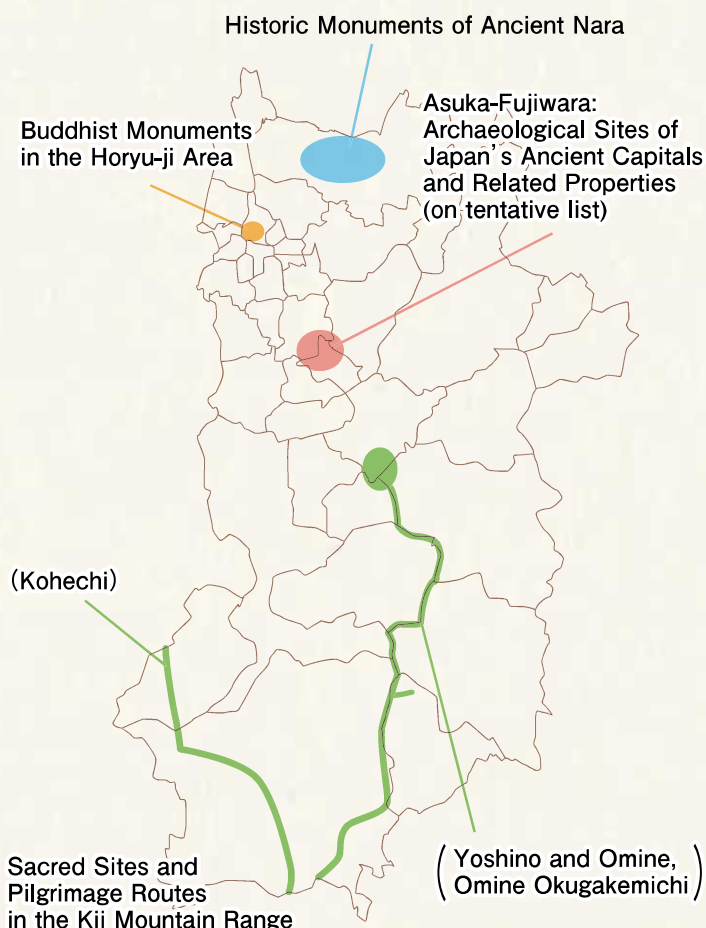 Historic Monuments of Ancient Nara
Asuka-Fujiwara:
Archaeological Sites of
Japan's Ancient Capitals
and Related Properties
(on tentative list)
Buddhist Monuments
in the Horyu-ji Area
(Kohechi)
(Yoshino and Omine,
Omine Okugakemichi)
Sacred Sites and
Pilgrimage Routes
in the Kii Mountain Range